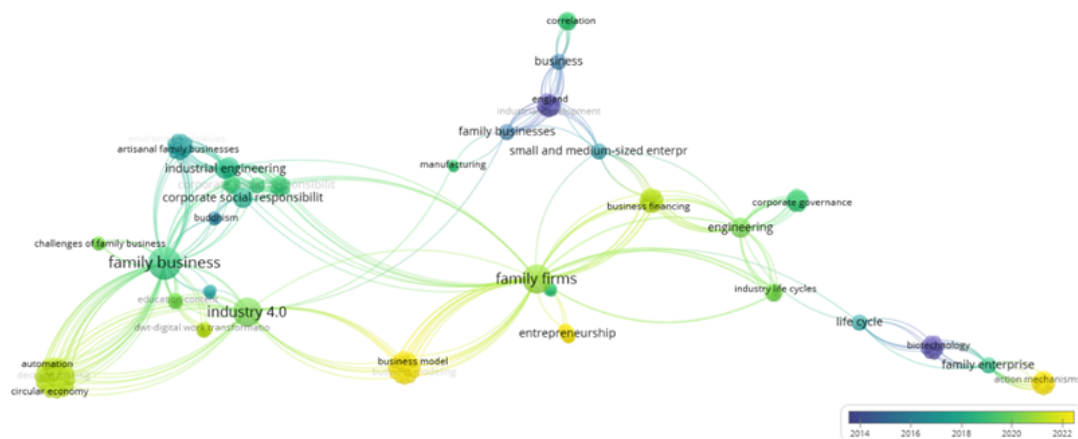 correlation
business
england
family businesses
artisanal family businesses
small and medium-sized enterpr
manufacturing
industrial engineering
corporate social responsibilit
business financing
corporate governance
buddhism
engineering
challenges of family business
family business
family firms
industry life cycles
education content
industry 4.0
life cycle
dwt-digital work transformatio
entrepreneurship
biotechnology
business model
automation
family enterprise
action mechanisms
circular economy
2014 2016 2018 2020 2022